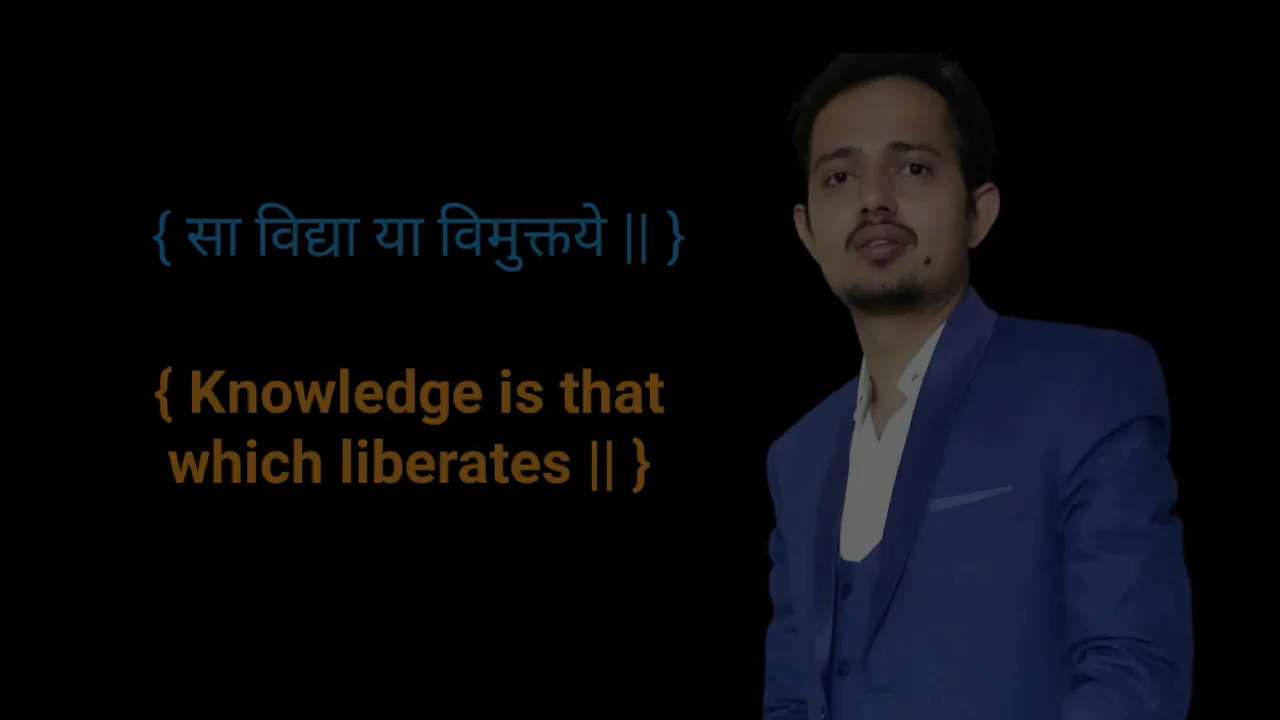 { सा विद्या या विमुक्तये || }
{ Knowledge is that
which liberates || }